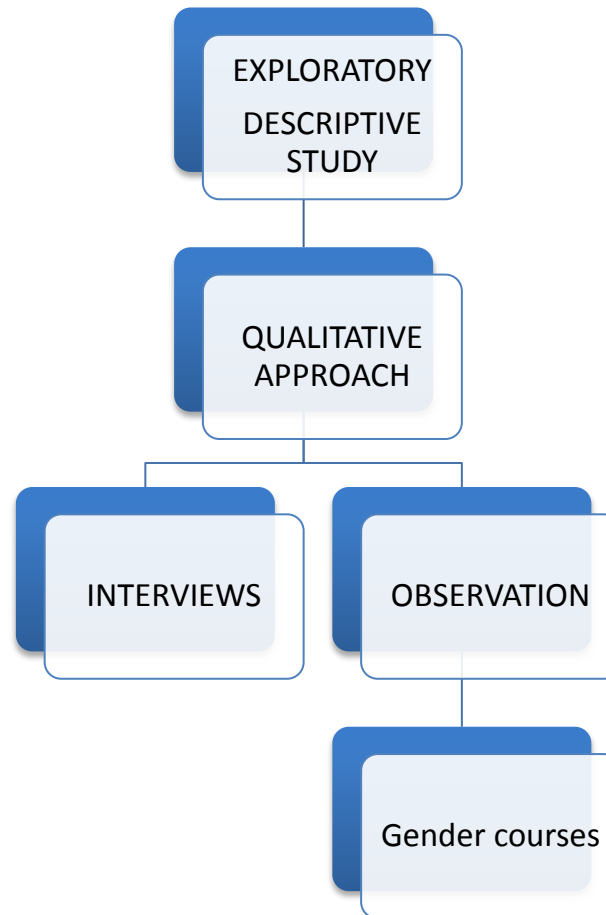 EXPLORATORY
DESCRIPTIVE
STUDY
QUALITATIVE
APPROACH
INTERVIEWS
OBSERVATION
Gender courses